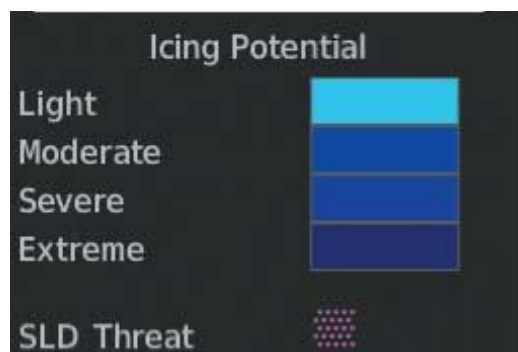 Icing Potential
Light
Moderate
Severe
Extreme
SLD Threat